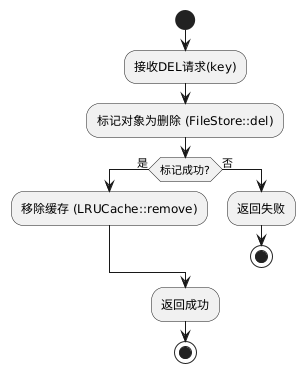 接收DEL请求(key)
标记对象为删除 (FileStore::del)
是
标记成功?
否
移除缓存 (LRUCache::remove)
返回失败
返回成功